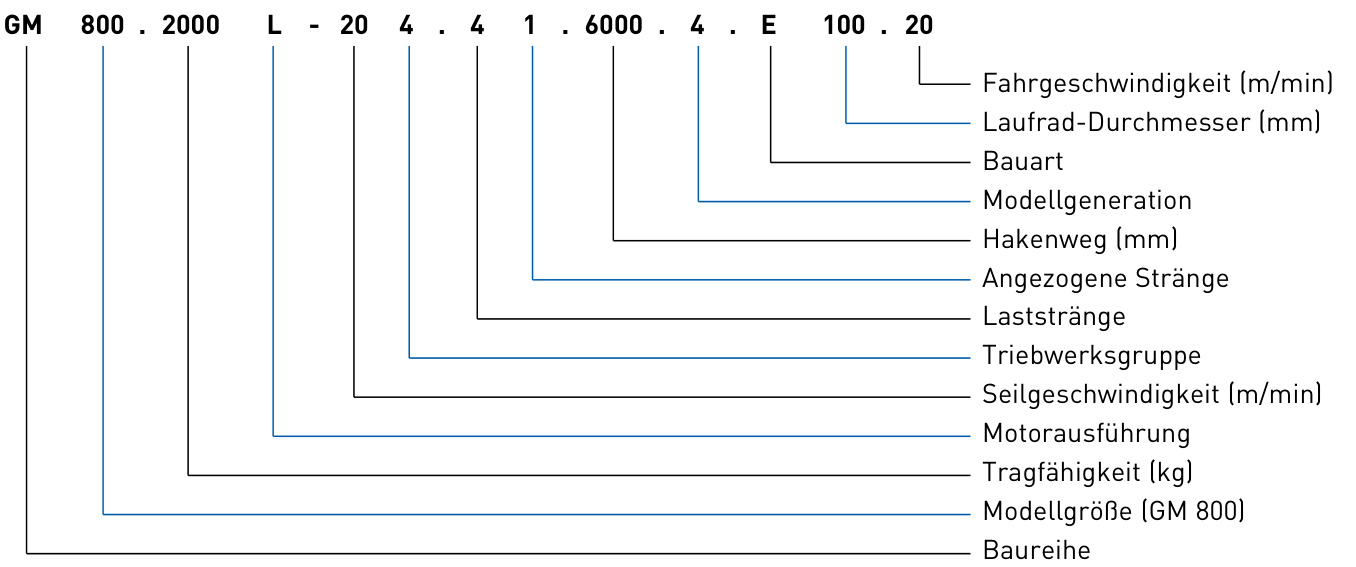 GM 800 . 2000 L - 20 4 . 4 1 . 6000 . 4 . E 100 . 20
Fahrgeschwindigkeit (m/min)
Laufrad-Durchmesser (mm)
Bauart
Modellgeneration
Hakenweg (mm)
Angezogene Stränge
Laststränge
Triebwerksgruppe
Seilgeschwindigkeit (m/min)
Motorausführung
Tragfähigkeit (kg)
Modellgröße (GM 800)
Baureihe